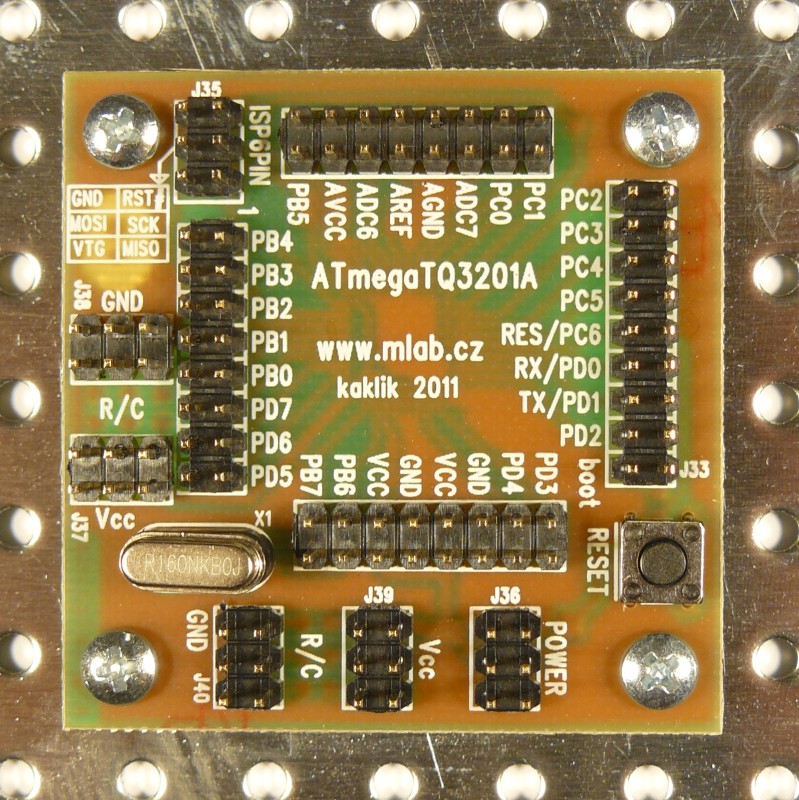 J35
ISP6PIN
1
GND RST#
MOSI SCK
VTG MISO
PB5
AVCC
ADC6
AREF
AGND
ADC7
PC0
PC1
PB4
PB3
PB2
PB1
PB0
PD7
PD6
PD5
ATmegaTQ3201A
www.mlab.cz
kaklik 2011
PC2
PC3
PC4
PC5
RES/PC6
RX/PD0
TX/PD1
PD2
boot
J33
J38
GND
R/C
J37
Vcc
X1
R160NKB0J
PB7
PB6
VCC
GND
VCC
GND
PD4
PD3
RESET
GND
J40
R/C
J39
Vcc
J36
POWER